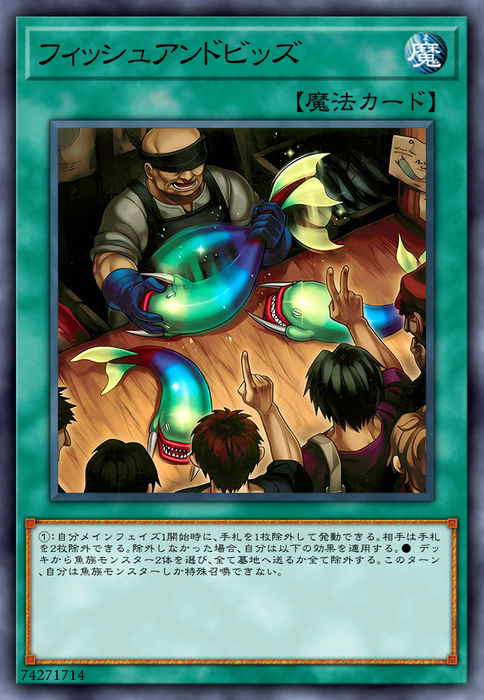 フィッシュアンドビッズ
魔
【魔法カード】
①:自分メインフェイズ1開始時に、手札を1枚除外して発動できる。相手は手札
を2枚除外できる。除外しなかった場合、自分は以下の効果を適用する。● デッ
キから魚族モンスター2体を選び、全て墓地へ送るか全て除外する。このターン
、自分は魚族モンスターしか特殊召喚できない。
74271714